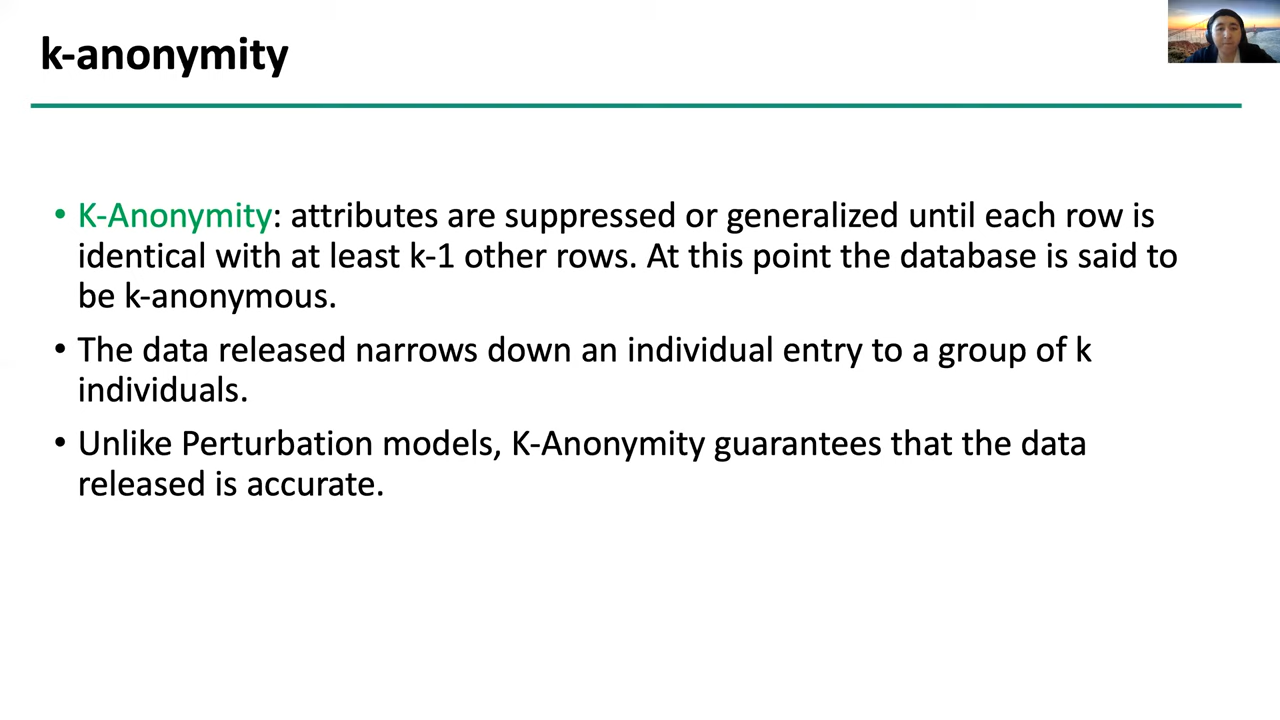 k-anonymity
• K-Anonymity: attributes are suppressed or generalized until each row is
identical with at least k-1 other rows. At this point the database is said to
be k-anonymous.
• The data released narrows down an individual entry to a group of k
individuals.
• Unlike Perturbation models, K-Anonymity guarantees that the data
released is accurate.